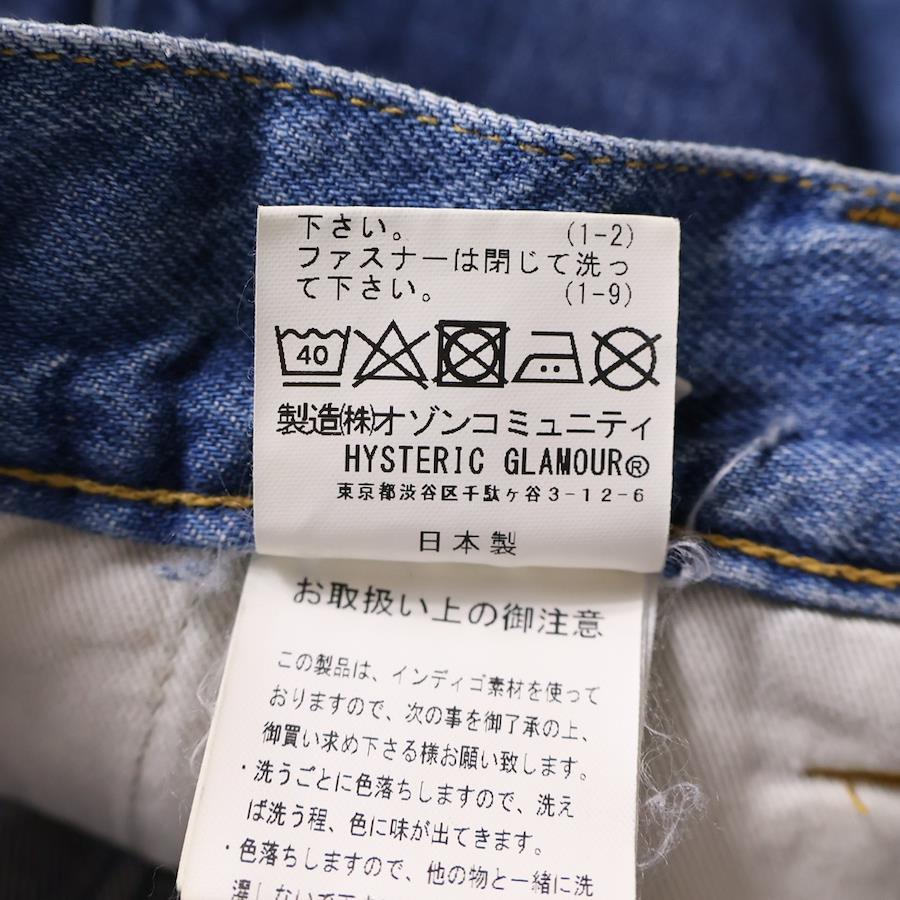 下さい。 (1-2)
ファスナーは閉じて洗っ
て下さい。 (1-9)
40
製造㈱オゾンコミュニティ
HYSTERIC GLAMOUR®
東京都渋谷区千駄ヶ谷3-12-6
日本製
お取扱い上の御注意
この製品は、インディゴ素材を使って
おりますので、次の事を御了承の上、
御買い求め下さる様お願い致します。
・洗うごとに色落ちしますので、洗え
ば洗う程、色に味が出てきます。
・色落ちしますので、他の物と一緒に洗
濯しないで下